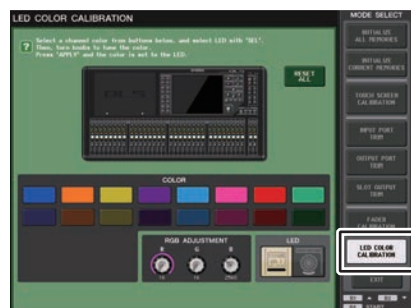 LED COLOR CALIBRATION
Select a channel color from buttons below, and select LED with 'SEL'.
Then, turn knobs to tune the color.
Press 'APPLY' and the color is set to the LED.
RESET ALL
COLOR
RGB ADJUSTMENT
R G B
LED
MODE SELECT
INITIALIZE ALL MEMORIES
INITIALIZE CURRENT MEMORIES
TOUCH SCREEN CALIBRATION
INPUT PORT TRIM
OUTPUT PORT TRIM
SLOT OUTPUT TRIM
FADER CALIBRATION
LED COLOR CALIBRATION
EXIT